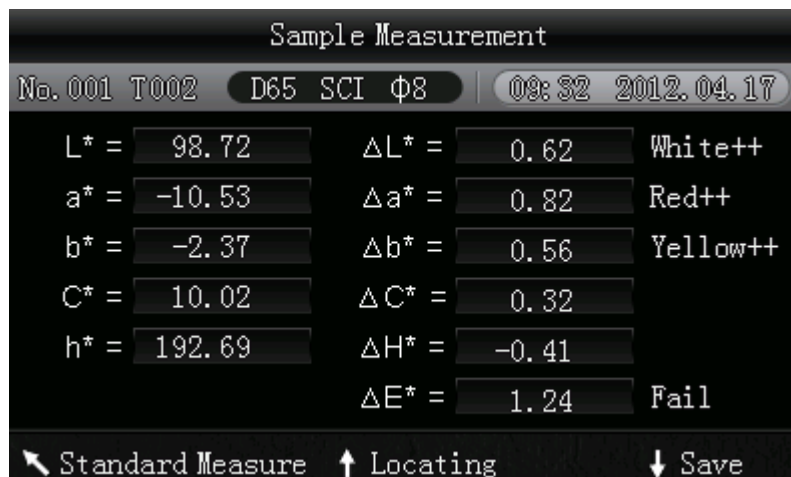 Sample Measurement
No.001 T002 D65 SCI Φ8 09:32 2012.04.17
L* = 98.72 ΔL* = 0.62 White++
a* = -10.53 Δa* = 0.82 Red++
b* = -2.37 Δb* = 0.56 Yellow++
C* = 10.02 ΔC* = 0.32
h* = 192.69 ΔH* = -0.41
ΔE* = 1.24 Fail
Standard Measure Locating Save